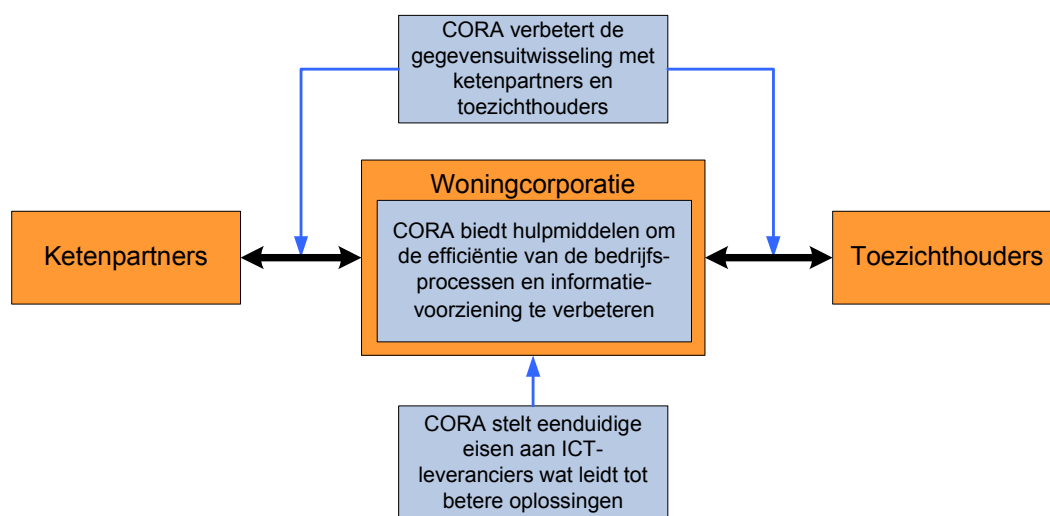 CORA verbetert de
gegevensuitwisseling met
ketenpartners en
toezichthouders
Woningcorporatie
Ketenpartners
CORA biedt hulpmiddelen om
de efficiëntie van de bedrijfs-
processen en informatie-
voorziening te verbeteren
Toezichthouders
CORA stelt eenduidige
eisen aan ICT-
leveranciers wat leidt tot
betere oplossingen